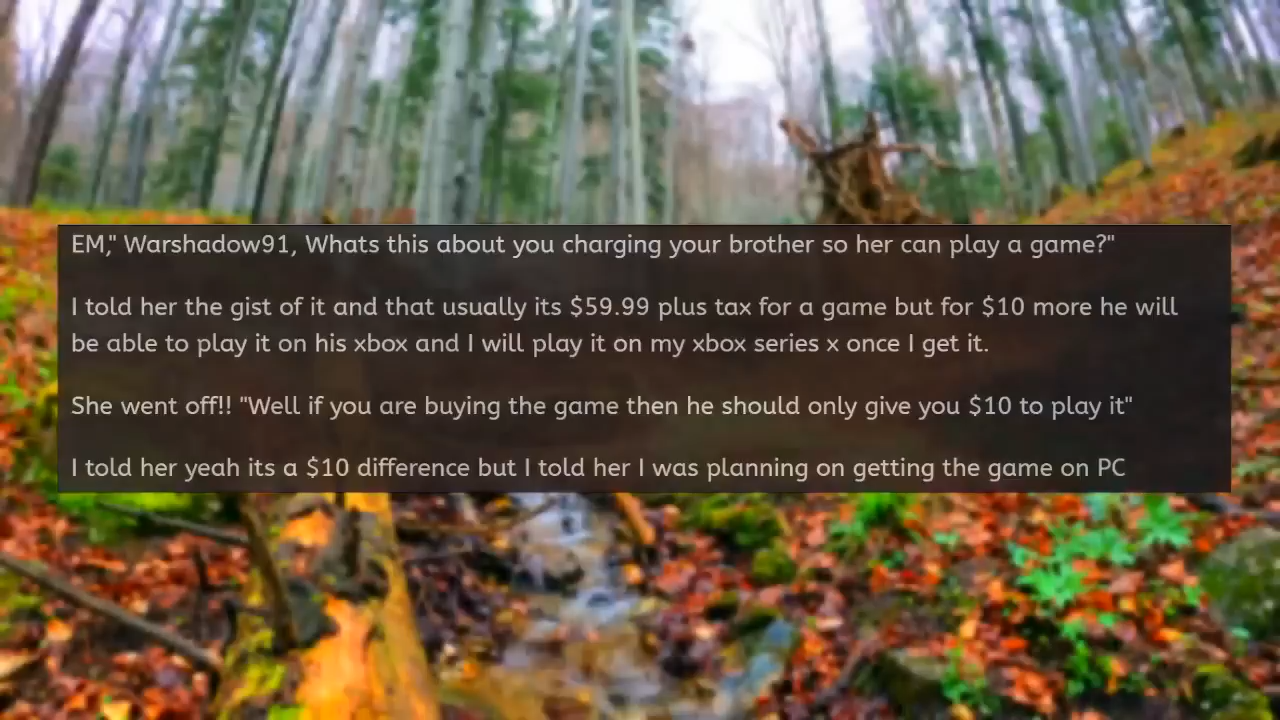 EM," Warshadow91, Whats this about you charging your brother so her can play a game?"
I told her the gist of it and that usually its $59.99 plus tax for a game but for $10 more he will
be able to play it on his xbox and I will play it on my xbox series x once I get it.
She went off!! "Well if you are buying the game then he should only give you $10 to play it"
I told her yeah its a $10 difference but I told her I was planning on getting the game on PC